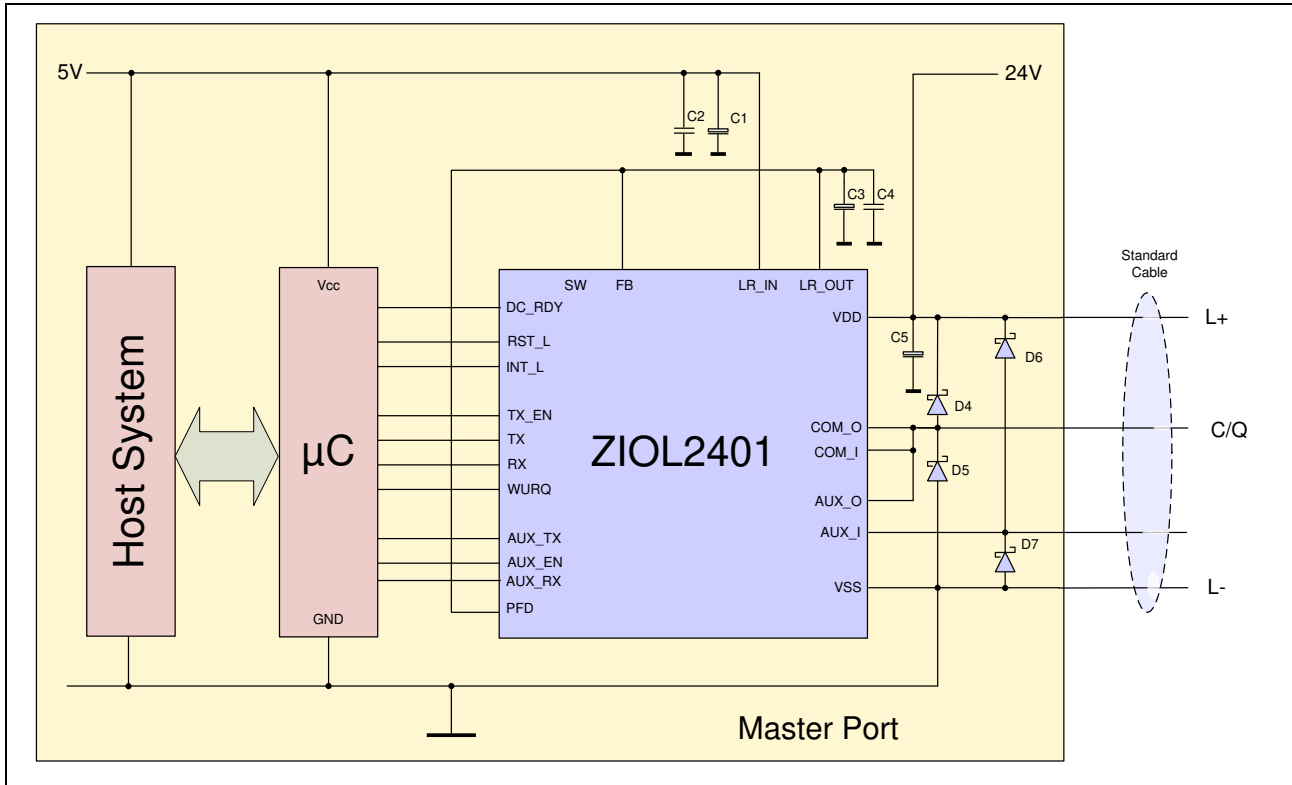 5V
24V
C2
C1
C3
C4
Standard
Cable
Vcc
SW
FB
LR_IN
LR_OUT
DC_RDY
VDD
L+
RST_L
C5
INT_L
D6
Host System
µC
ZIOL2401
TX_EN
D4
COM_O
C/Q
TX
COM_I
RX
D5
WURQ
AUX_O
AUX_TX
AUX_I
D7
AUX_EN
AUX_RX
VSS
L-
PFD
GND
Master Port